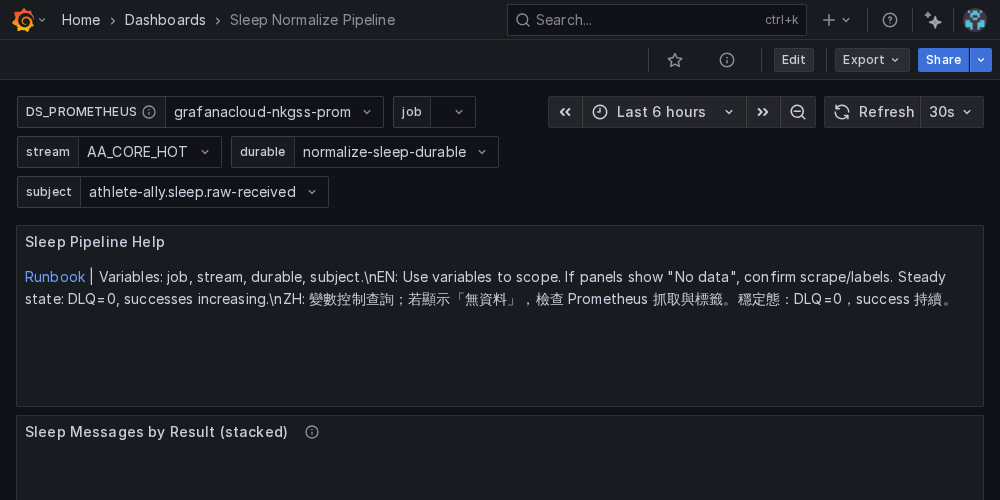 Home > Dashboards > Sleep Normalize Pipeline
Search... ctrl+k
Edit Export Share
DS_PROMETHEUS grafanacloud-nkgss-prom job
Last 6 hours Refresh 30s
stream AA_CORE_HOT durable normalize-sleep-durable
subject athlete-ally.sleep.raw-received
Sleep Pipeline Help
Runbook | Variables: job, stream, durable, subject.\nEN: Use variables to scope. If panels show "No data", confirm scrape/labels. Steady
state: DLQ=0, successes increasing.\nZH: 變數控制查詢；若顯示「無資料」，檢查 Prometheus 抓取與標籤。穩定態：DLQ=0，success 持續。
Sleep Messages by Result (stacked)